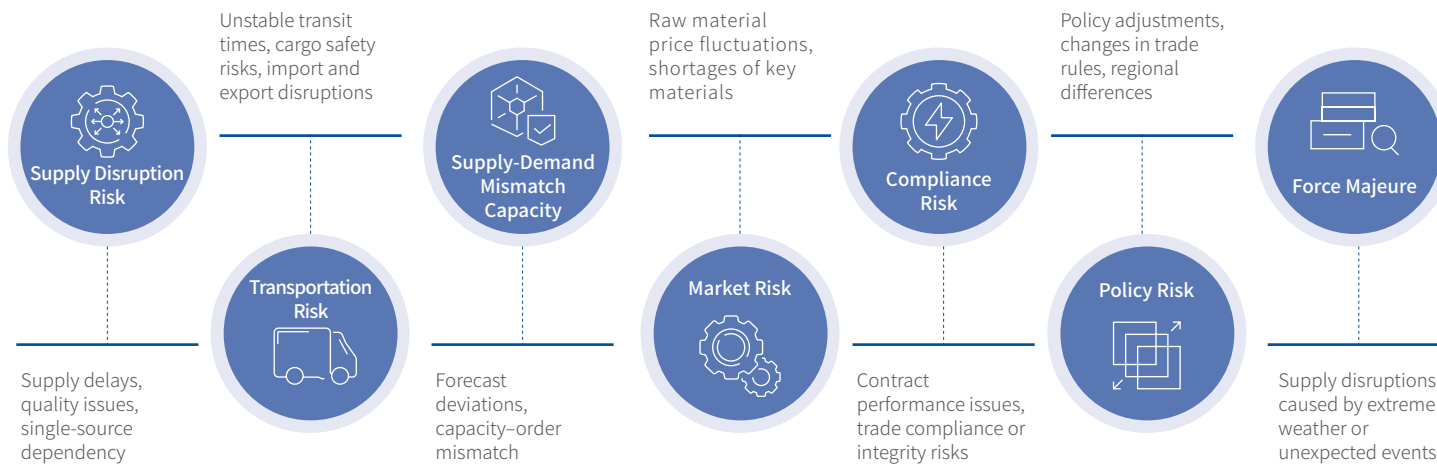 Supply Disruption
Risk
Supply delays,
quality issues,
single-source
dependency
Unstable transit
times, cargo safety
risks, import and
export disruptions
Transportation
Risk
Supply-Demand
Mismatch
Capacity
Forecast
deviations,
capacity–order
mismatch
Raw material
price fluctuations,
shortages of key
materials
Market Risk
Compliance
Risk
Contract
performance issues,
trade compliance or
integrity risks
Policy adjustments,
changes in trade
rules, regional
differences
Policy Risk
Force Majeure
Supply disruptions
caused by extreme
weather or
unexpected events